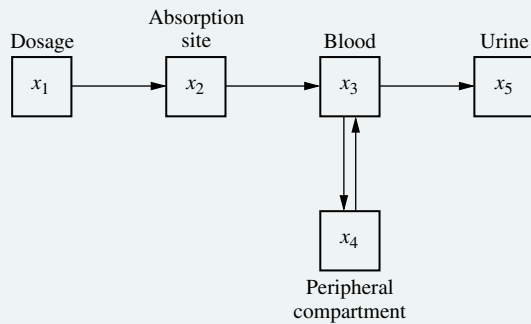 Dosage
Absorption
site
Blood
Urine
x1
x2
x3
x5
x4
Peripheral
compartment